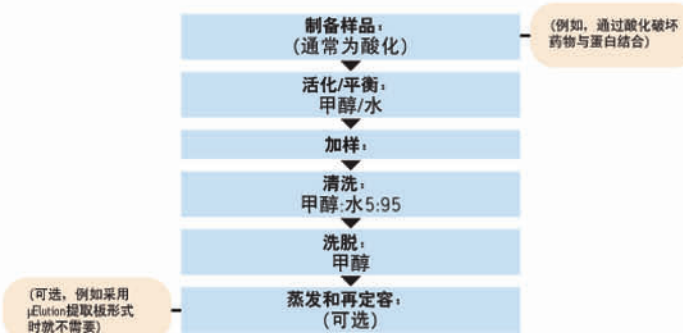 制备样品：
(通常为酸化)
(例如，通过酸化破坏
药物与蛋白结合)
活化/平衡：
甲醇/水
加样：
清洗：
甲醇:水5:95
洗脱：
甲醇
蒸发和再定容：
(可选)
(可选，例如采用
μElution提取板形式
时就不需要)